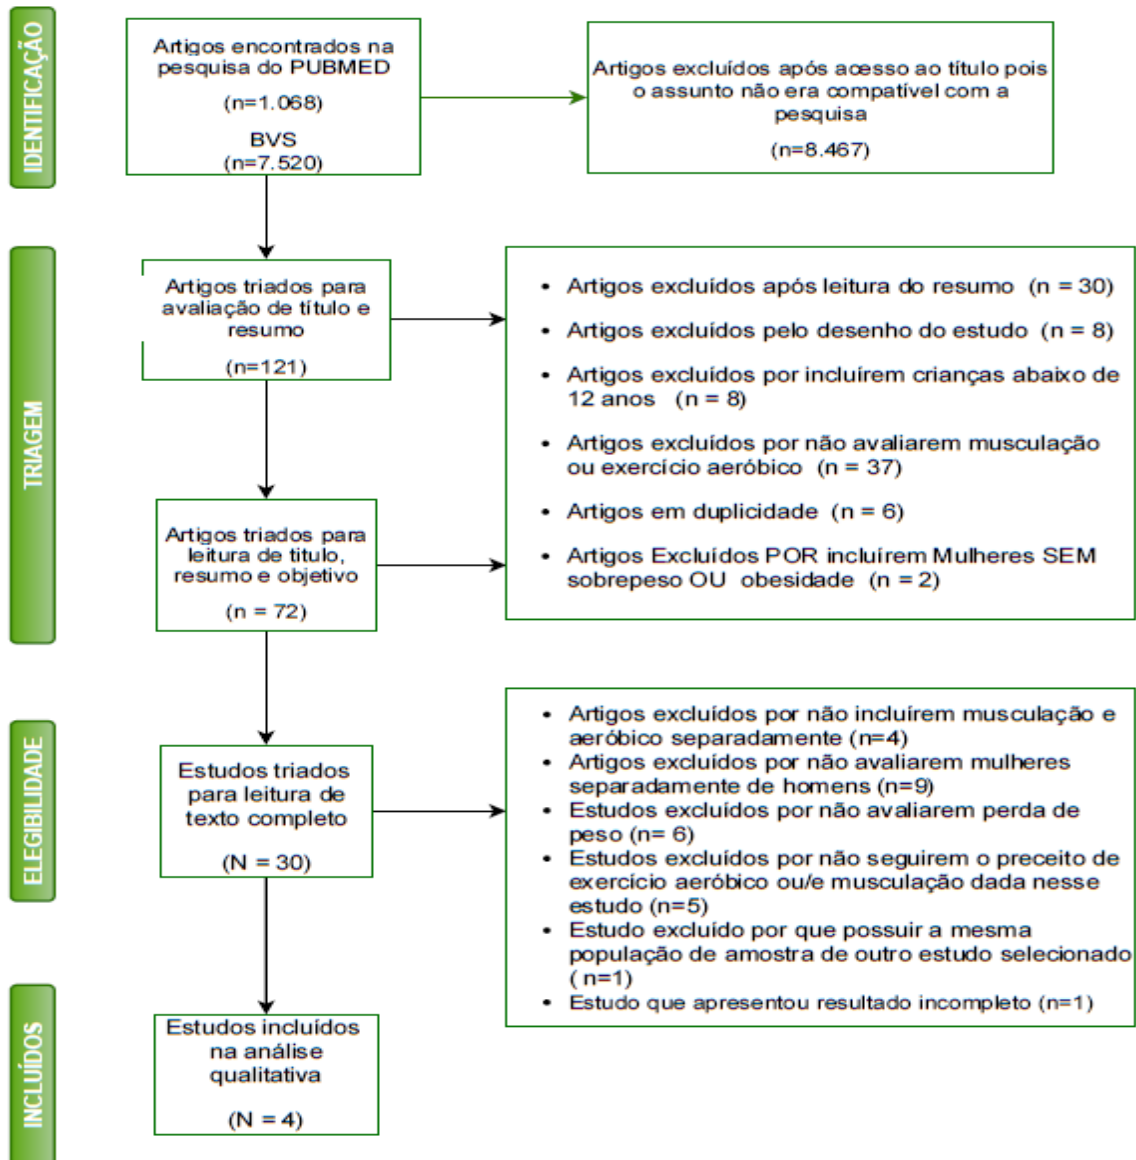 IDENTIFICAÇÃO
Artigos encontrados na
pesquisa do PUBMED
(n=1.068)
BVS
(n=7.520)
Artigos excluídos após acesso ao título pois
o assunto não era compatível com a
pesquisa
(n=8.467)
TRIAGEM
Artigos triados para
avaliação de título e
resumo
(n=121)
• Artigos excluídos após leitura do resumo (n = 30)
• Artigos excluídos pelo desenho do estudo (n = 8)
• Artigos excluídos por incluírem crianças abaixo de
12 anos (n = 8)
• Artigos excluídos por não avaliarem musculação
ou exercício aeróbico (n = 37)
• Artigos em duplicidade (n = 6)
• Artigos Excluídos POR incluírem Mulheres SEM
sobrepeso OU obesidade (n = 2)
Artigos triados para
leitura de titulo,
resumo e objetivo
(n = 72)
ELEGIBILIDADE
Estudos triados
para leitura de
texto completo
(N = 30)
• Artigos excluídos por não incluírem musculação e
aeróbico separadamente (n=4)
• Artigos excluídos por não avaliarem mulheres
separadamente de homens (n=9)
• Estudos excluídos por não avaliarem perda de
peso (n= 6)
• Estudos excluídos por não seguirem o preceito de
exercício aeróbico ou/e musculação dada nesse
estudo (n=5)
• Estudo excluído por que possuir a mesma
população de amostra de outro estudo selecionado
( n=1)
• Estudo que apresentou resultado incompleto (n=1)
INCLUÍDOS
Estudos incluídos
na análise
qualitativa
(N = 4)